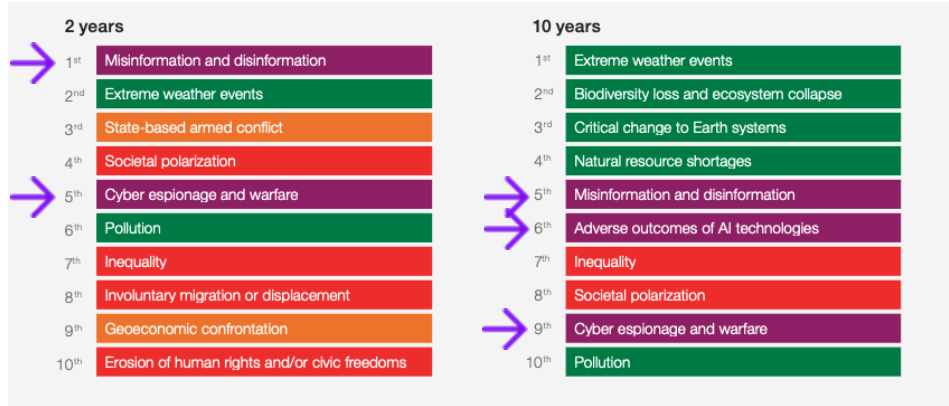 2 years
1st Misinformation and disinformation
2nd Extreme weather events
3rd State-based armed conflict
4th Societal polarization
5th Cyber espionage and warfare
6th Pollution
7th Inequality
8th Involuntary migration or displacement
9th Geoeconomic confrontation
10th Erosion of human rights and/or civic freedoms
10 years
1st Extreme weather events
2nd Biodiversity loss and ecosystem collapse
3rd Critical change to Earth systems
4th Natural resource shortages
5th Misinformation and disinformation
6th Adverse outcomes of AI technologies
7th Inequality
8th Societal polarization
9th Cyber espionage and warfare
10th Pollution